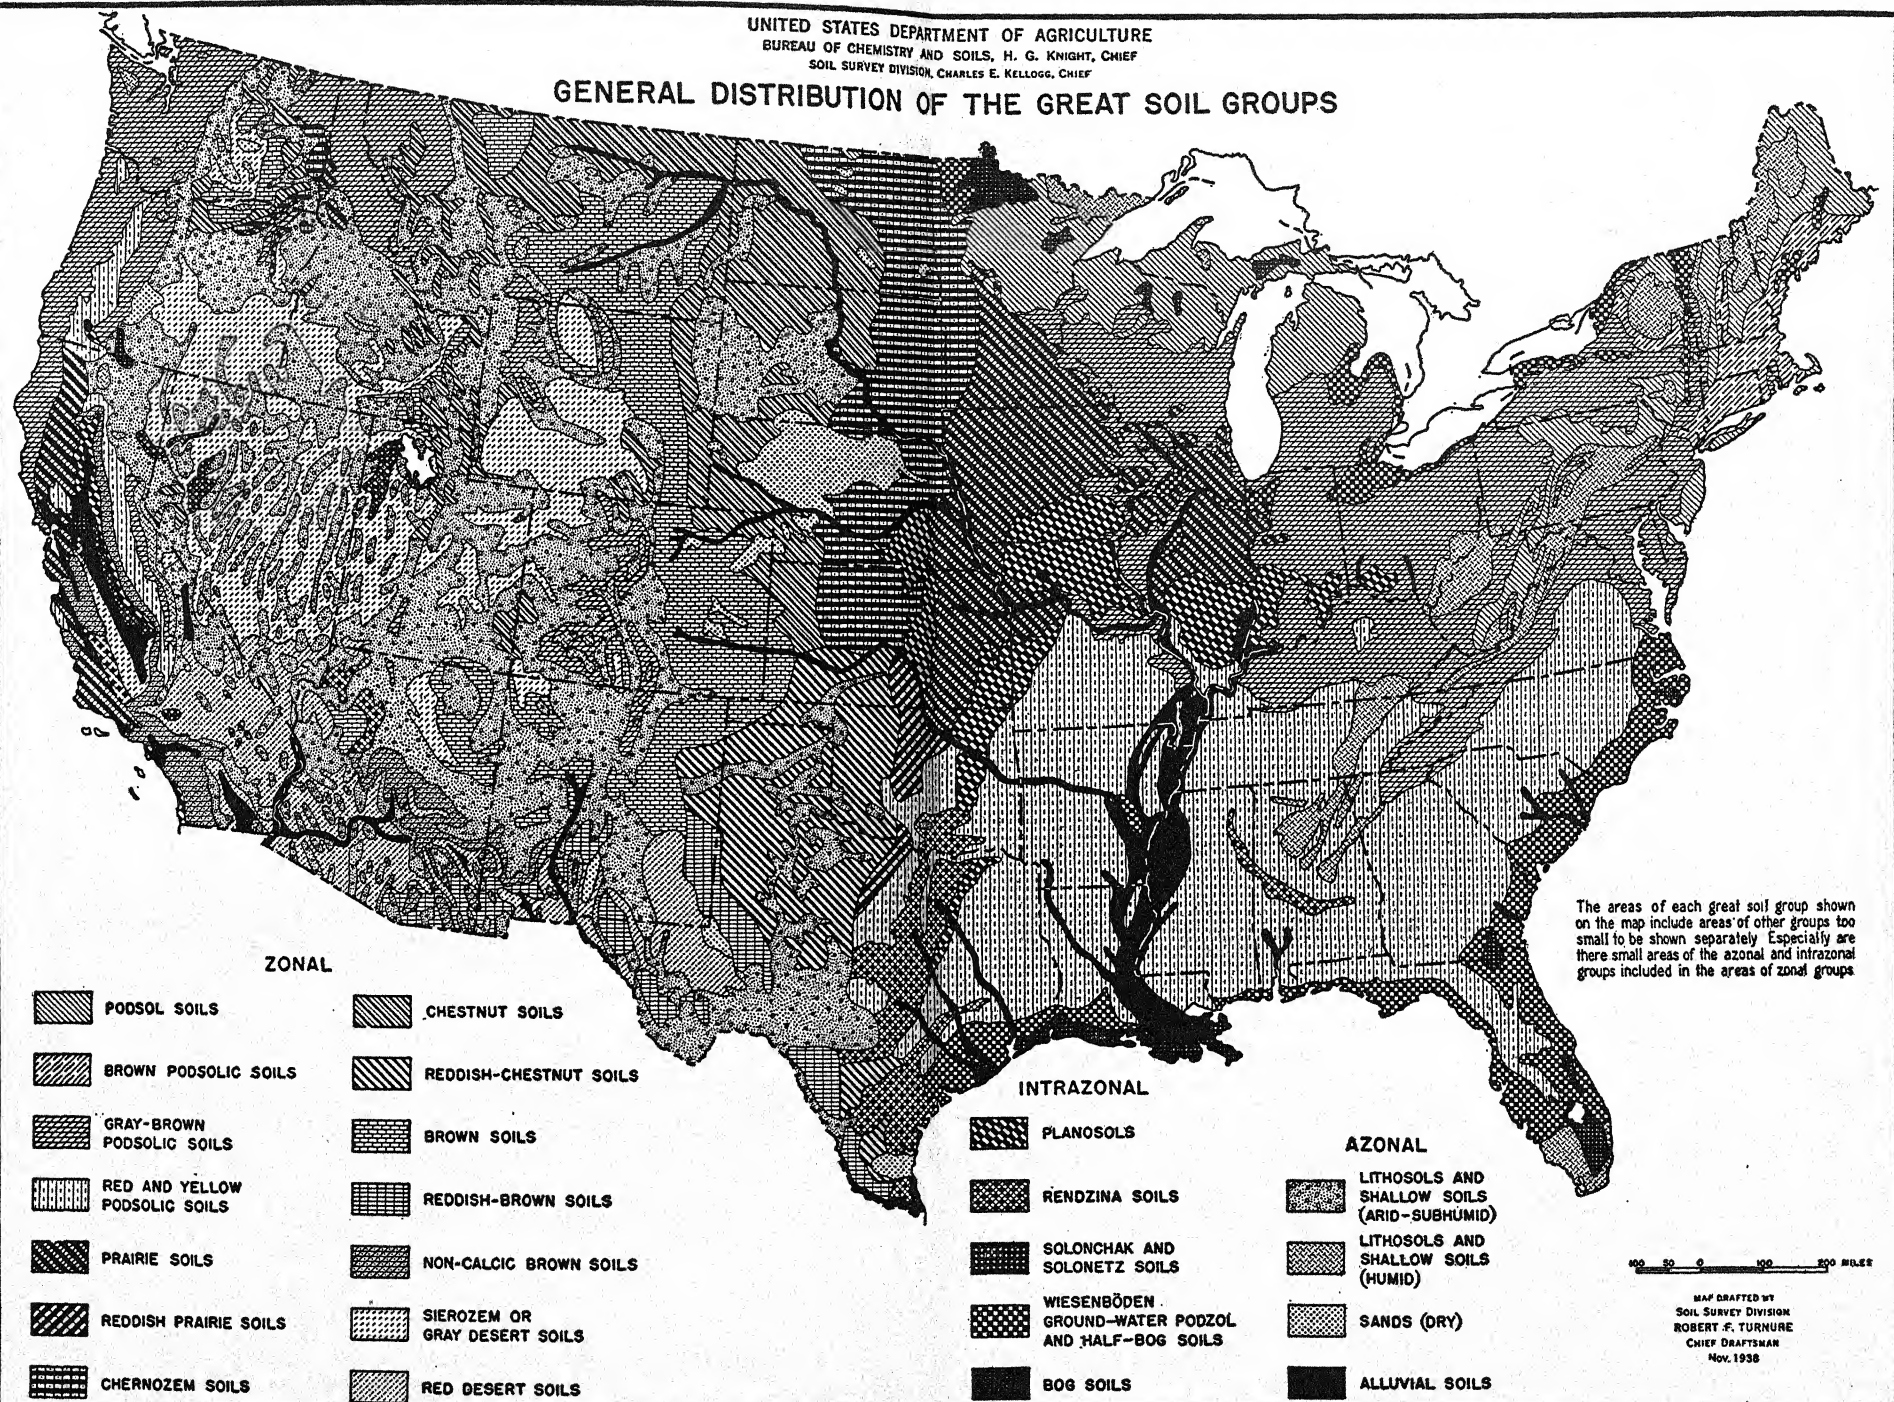 UNITED STATES DEPARTMENT OF AGRICULTURE
BUREAU OF CHEMISTRY AND SOILS, H. G. KNIGHT, CHIEF
SOIL SURVEY DIVISION, CHARLES E. KELLOGG, CHIEF
GENERAL DISTRIBUTION OF THE GREAT SOIL GROUPS
The areas of each great soil group shown
on the map include areas of other groups too
small to be shown separately Especially are
there small areas of the azonal and intrazonal
groups included in the areas of zonal groups
ZONAL
PODSOL SOILS
BROWN PODSOLIC SOILS
GRAY-BROWN
PODSOLIC SOILS
RED AND YELLOW
PODSOLIC SOILS
PRAIRIE SOILS
REDDISH PRAIRIE SOILS
CHERNOZEM SOILS
CHESTNUT SOILS
REDDISH-CHESTNUT SOILS
BROWN SOILS
REDDISH-BROWN SOILS
NON-CALCIC BROWN SOILS
SIEROZEM OR
GRAY DESERT SOILS
RED DESERT SOILS
INTRAZONAL
PLANOSOLS
RENDZINA SOILS
SOLONCHAK AND
SOLONETZ SOILS
WIESENBÖDEN
GROUND-WATER PODZOL
AND HALF-BOG SOILS
BOG SOILS
AZONAL
LITHOSOLS AND
SHALLOW SOILS
(ARID-SUBHUMID)
LITHOSOLS AND
SHALLOW SOILS
(HUMID)
SANDS (DRY)
ALLUVIAL SOILS
100 50 0 100 200 MILES
MAP DRAFTED BY
SOIL SURVEY DIVISION
ROBERT F. TURNURE
CHIEF DRAFTSMAN
Nov. 1938